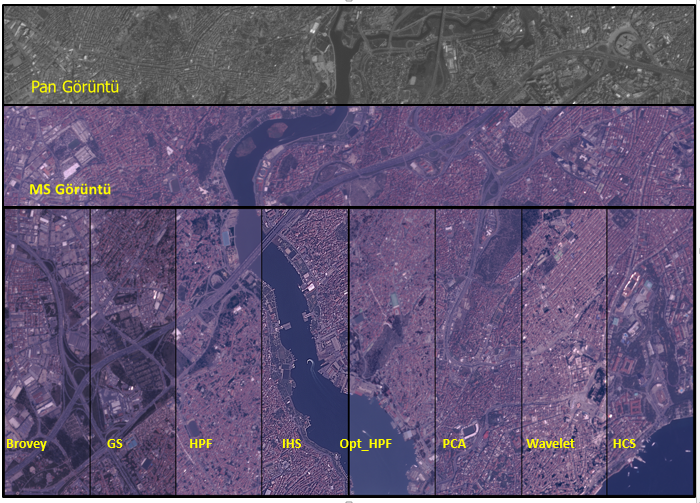 Pan Görüntü
MS Görüntü
Brovey GS HPF IHS Opt_HPF PCA Wavelet HCS